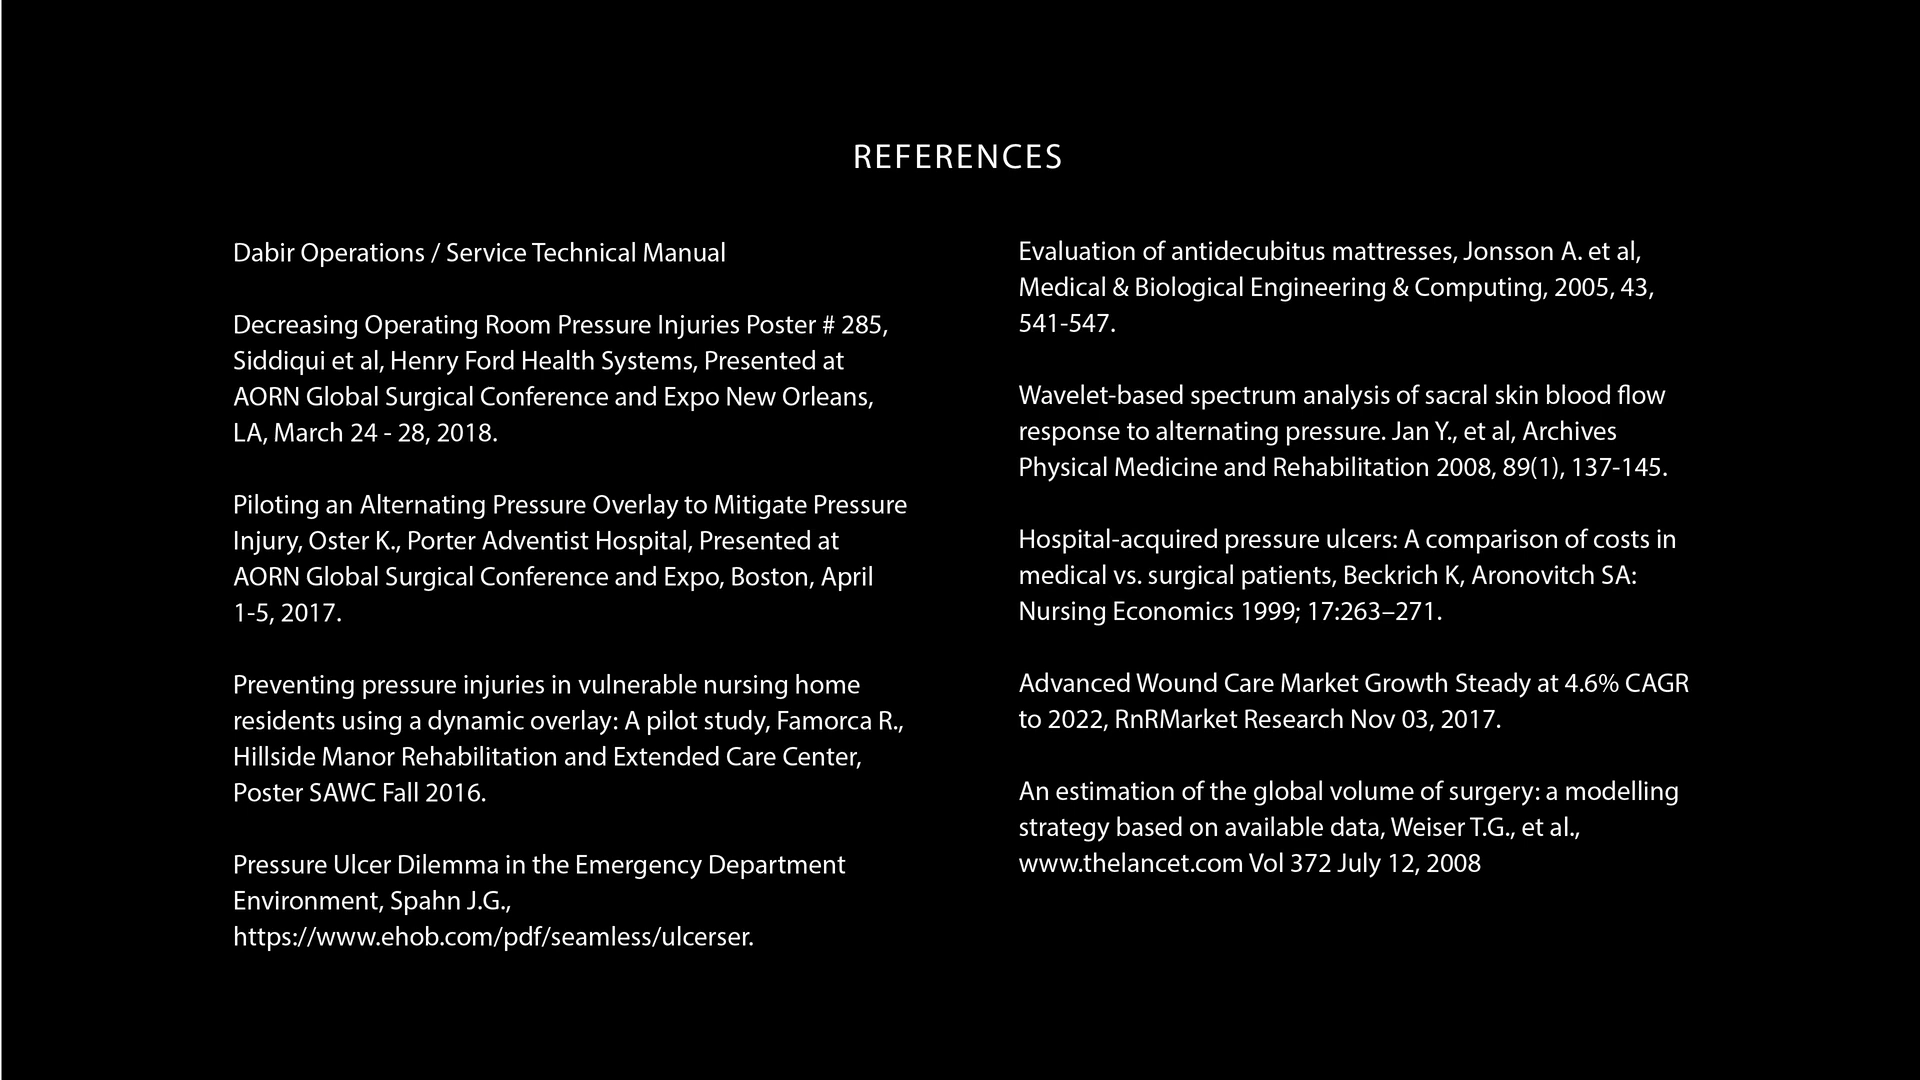 REFERENCES
Dabir Operations / Service Technical Manual
Decreasing Operating Room Pressure Injuries Poster # 285,
Siddiqui et al, Henry Ford Health Systems, Presented at
AORN Global Surgical Conference and Expo New Orleans,
LA, March 24 - 28, 2018.
Piloting an Alternating Pressure Overlay to Mitigate Pressure
Injury, Oster K., Porter Adventist Hospital, Presented at
AORN Global Surgical Conference and Expo, Boston, April
1-5, 2017.
Preventing pressure injuries in vulnerable nursing home
residents using a dynamic overlay: A pilot study, Famorca R.,
Hillside Manor Rehabilitation and Extended Care Center,
Poster SAWC Fall 2016.
Pressure Ulcer Dilemma in the Emergency Department
Environment, Spahn J.G.,
https://www.ehob.com/pdf/seamless/ulcerser.
Evaluation of antidecubitus mattresses, Jonsson A. et al,
Medical & Biological Engineering & Computing, 2005, 43,
541-547.
Wavelet-based spectrum analysis of sacral skin blood flow
response to alternating pressure. Jan Y., et al, Archives
Physical Medicine and Rehabilitation 2008, 89(1), 137-145.
Hospital-acquired pressure ulcers: A comparison of costs in
medical vs. surgical patients, Beckrich K, Aronovitch SA:
Nursing Economics 1999; 17:263–271.
Advanced Wound Care Market Growth Steady at 4.6% CAGR
to 2022, RnRMarket Research Nov 03, 2017.
An estimation of the global volume of surgery: a modelling
strategy based on available data, Weiser T.G., et al.,
www.thelancet.com Vol 372 July 12, 2008